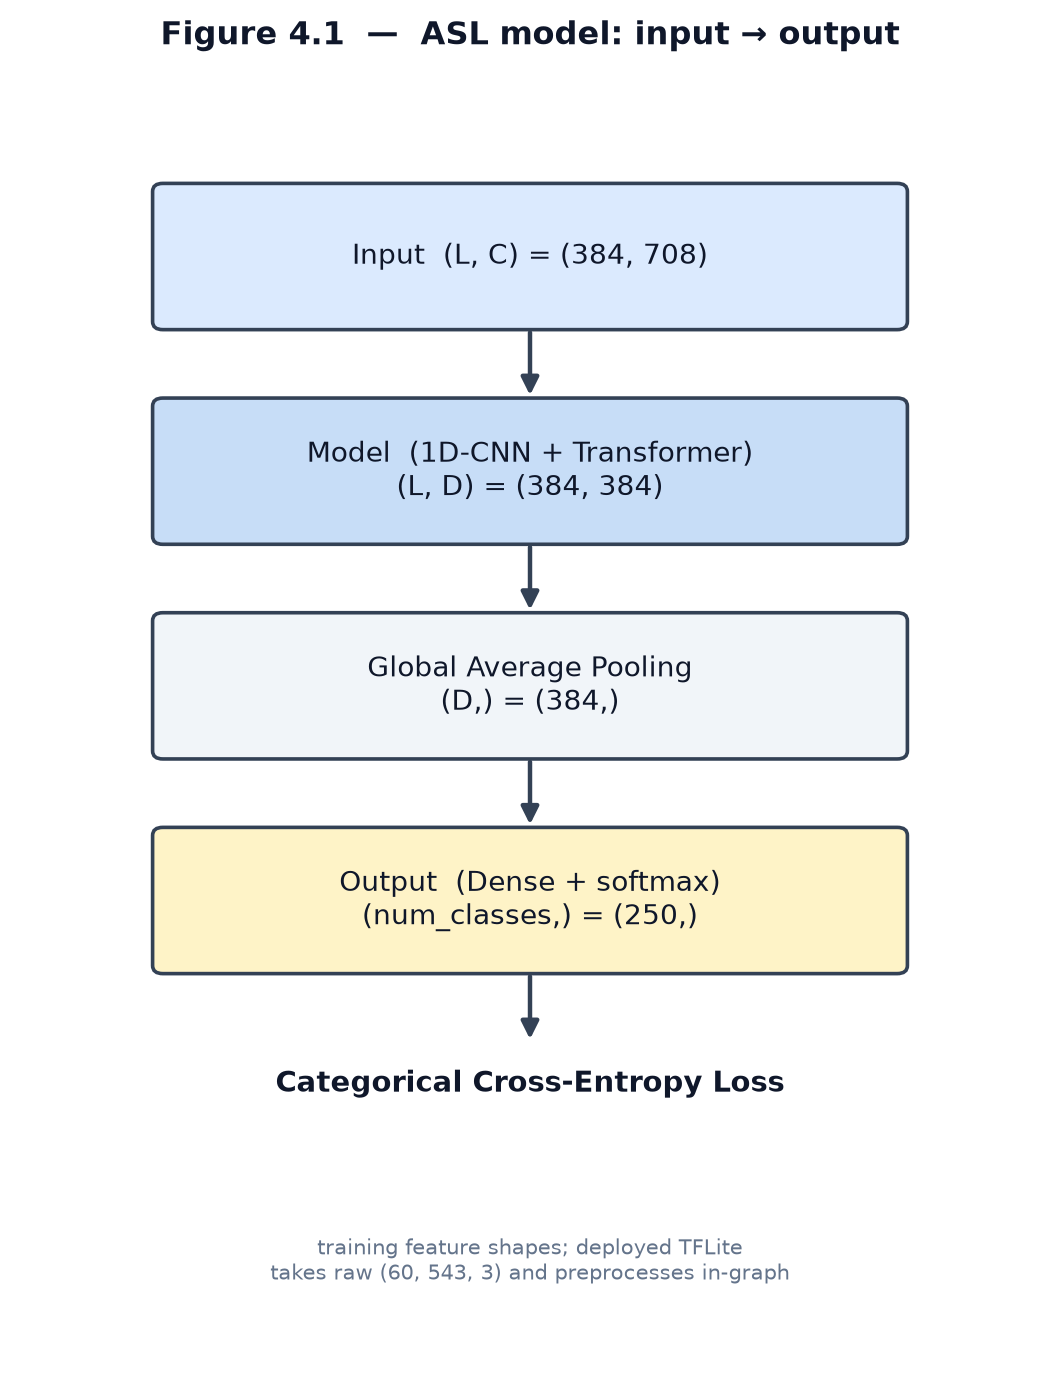 Figure 4.1 — ASL model: input → output
Input (L, C) = (384, 708)
Model (1D-CNN + Transformer)
(L, D) = (384, 384)
Global Average Pooling
(D,) = (384,)
Output (Dense + softmax)
(num_classes,) = (250,)
Categorical Cross-Entropy Loss
training feature shapes; deployed TFLite
takes raw (60, 543, 3) and preprocesses in-graph